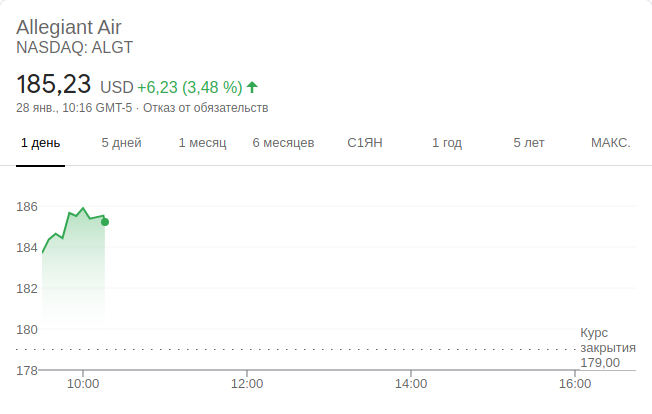 Allegiant Air
NASDAQ: ALGT
185,23 USD +6,23 (3,48 %)
28 янв., 10:16 GMT-5 · Отказ от обязательств
1 день 5 дней 1 месяц 6 месяцев С1ЯН 1 год 5 лет МАКС.
186
184
182
180
178
Курс
закрытия
179,00
10:00 12:00 14:00 16:00